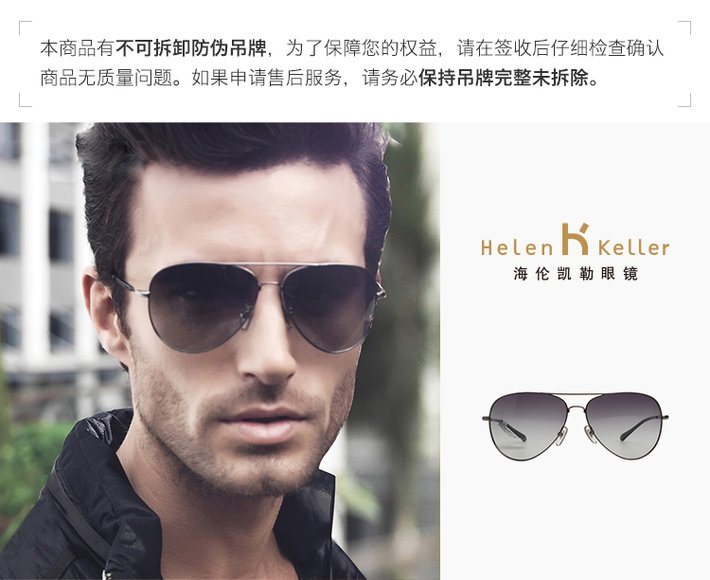 本商品有不可拆卸防伪吊牌，为了保障您的权益，请在签收后仔细检查确认
商品无质量问题。如果申请售后服务，请务必保持吊牌完整未拆除。
Helen Keller
海伦凯勒眼镜